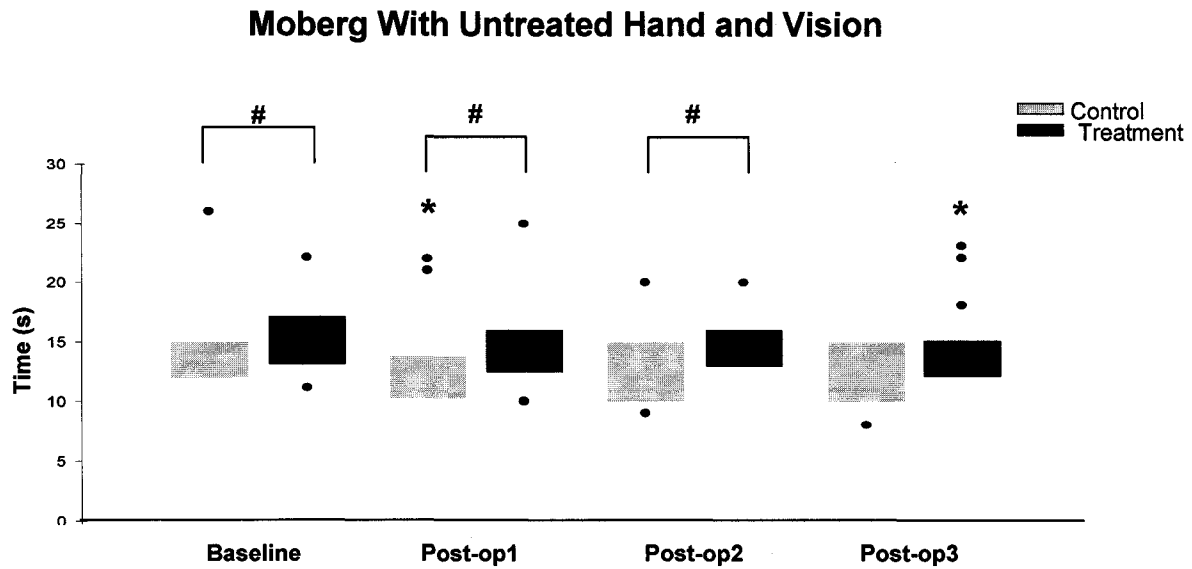 Moberg With Untreated Hand and Vision
# # #
Control
Treatment
30
25
20
15
10
5
0
* *
Time (s)
Baseline Post-op1 Post-op2 Post-op3